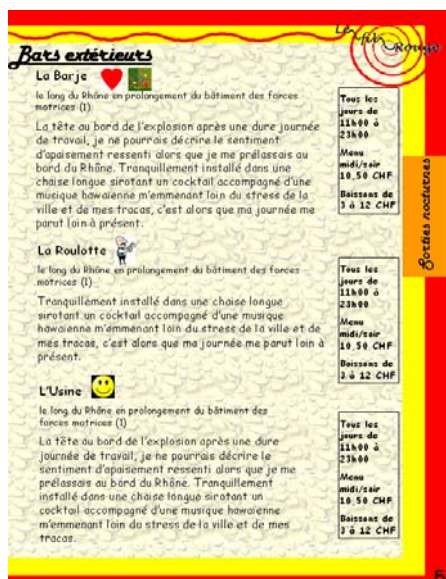 Le fil
Rouge
Bars extérieurs
La Barje
le long du Rhône en prolongement du bâtiment des forces
motrices (1)
La tête au bord de l'explosion après une dure journée
de travail, je ne pourrais décrire le sentiment
d'apaisement ressenti alors que je me prélassais au
bord du Rhône. Tranquillement installé dans une
chaise longue sirotant un cocktail accompagné d'une
musique hawaienne m'emmenant loin du stress de la
ville et de mes tracas, c'est alors que ma journée me
parut loin à présent.
Tous les
jours de
11h00 à
23h00
Menu
midi/soir
10,50 CHF
Boissons de
3 à 12 CHF
Sorties nocturnes
La Roulotte
le long du Rhône en prolongement du bâtiment des forces
motrices (1)
Tranquillement installé dans une chaise longue
sirotant un cocktail accompagné d'une musique
hawaienne m'emmenant loin du stress de la ville et de
mes tracas, c'est alors que ma journée me parut loin à
présent.
Tous les
jours de
11h00 à
23h00
Menu
midi/soir
10,50 CHF
Boissons de
3 à 12 CHF
L'Usine
le long du Rhône en prolongement du bâtiment des
forces motrices (1)
La tête au bord de l'explosion après une dure
journée de travail, je ne pourrais décrire le
sentiment d'apaisement ressenti alors que je me
prélassais au bord du Rhône. Tranquillement
installé dans une chaise longue sirotant un
cocktail accompagné d'une musique hawaienne
m'emmenant loin du stress de la ville et de mes
tracas.
Tous les
jours de
11h00 à
23h00
Menu
midi/soir
10,50 CHF
Boissons de
3 à 12 CHF